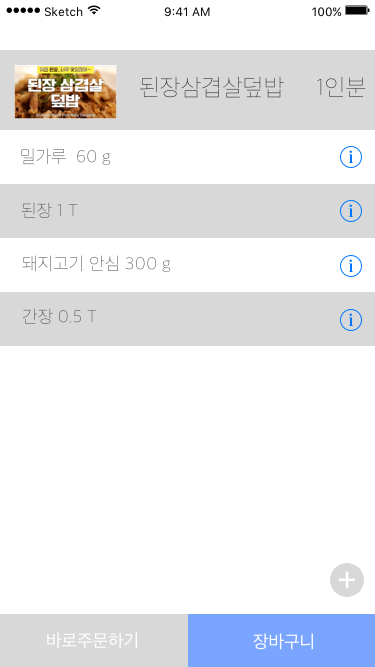 Sketch 9:41 AM 100%
된장 삼겹살
덮밥
된장삼겹살덮밥 1인분
밀가루 60 g
된장 1 T
돼지고기 안심 300 g
간장 0.5 T
바로주문하기 장바구니